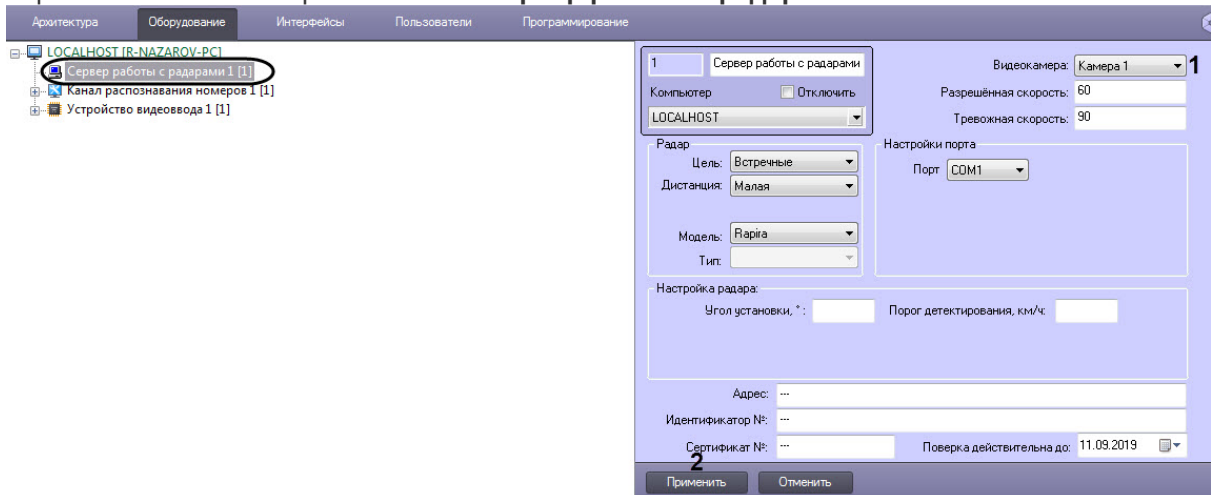 Архитектура Оборудование Интерфейсы Пользователи Программирование
LOCALHOST [R-NAZAROV-PC]
Сервер работы с радарами 1 [1]
Канал распознавания номеров 1 [1]
Устройство видеоввода 1 [1]
1 Сервер работы с радарами
Компьютер Отключить
LOCALHOST
Видеокамера: Камера 1 1
Разрешённая скорость: 60
Тревожная скорость: 90
Радар
Цель: Встречные
Дистанция: Малая
Модель: Rapira
Тип:
Настройки порта
Порт COM1
Настройка радара:
Угол установки, ° : Порог детектирования, км/ч:
Адрес: ---
Идентификатор №: ---
Сертификат №: --- Поверка действительна до: 11.09.2019
2
Применить Отменить